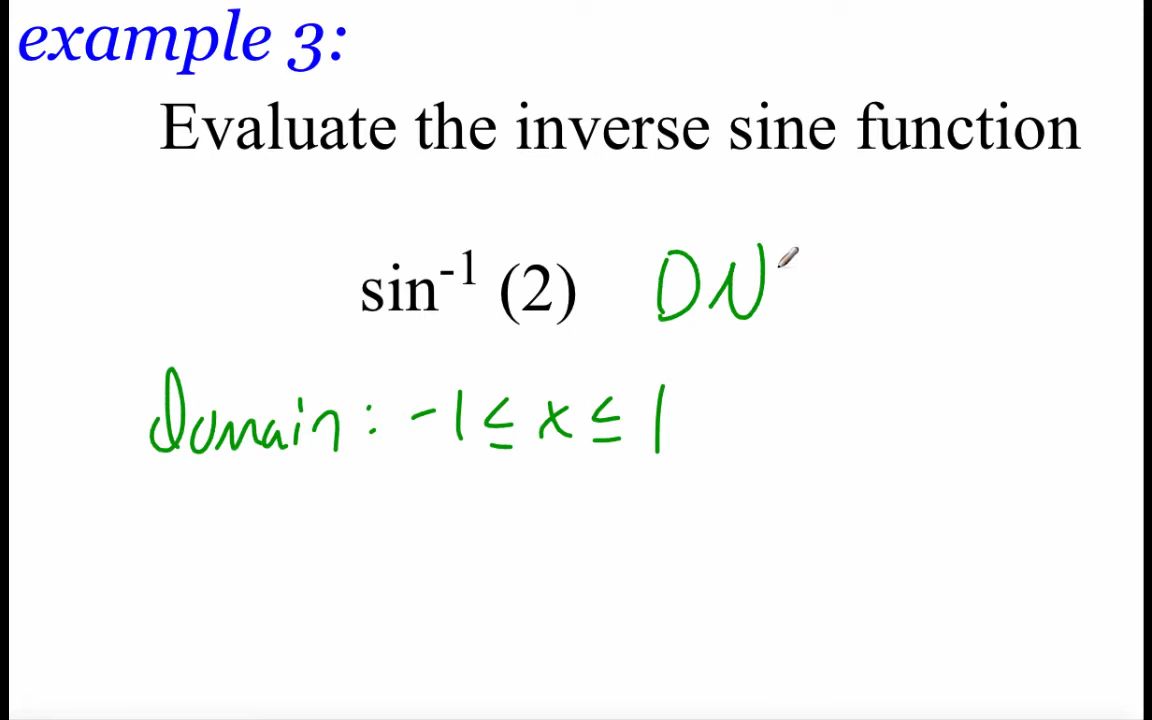 example 3:
Evaluate the inverse sine function
sin⁻¹ (2) DN
domain: -1 ≤ x ≤ 1